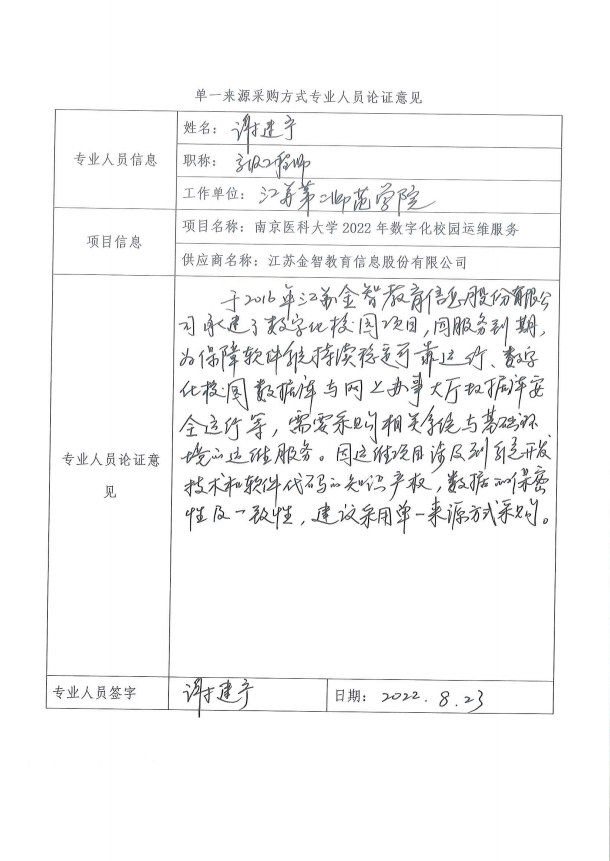 单一来源采购方式专业人员论证意见
专业人员信息
姓名：谢建宁
职称：高级工程师
工作单位：江苏第二师范学院
项目信息
项目名称：南京医科大学 2022 年数字化校园运维服务
供应商名称：江苏金智教育信息股份有限公司
专业人员论证意
见
于2016年江苏金智教育信息股份有限公
司承建了数字化校园项目，因服务到期，
为保障软件系统持续稳定可靠运行、数字
化校园数据库与网上办事大厅数据库安
全运行等，需要采购相关系统与基础环
境的运维服务。因运维项目涉及到系统开发
技术和软件代码的知识产权，数据的保密
性及一致性，建议采用单一来源方式采购。
专业人员签字
谢建宁
日期：2022.8.23